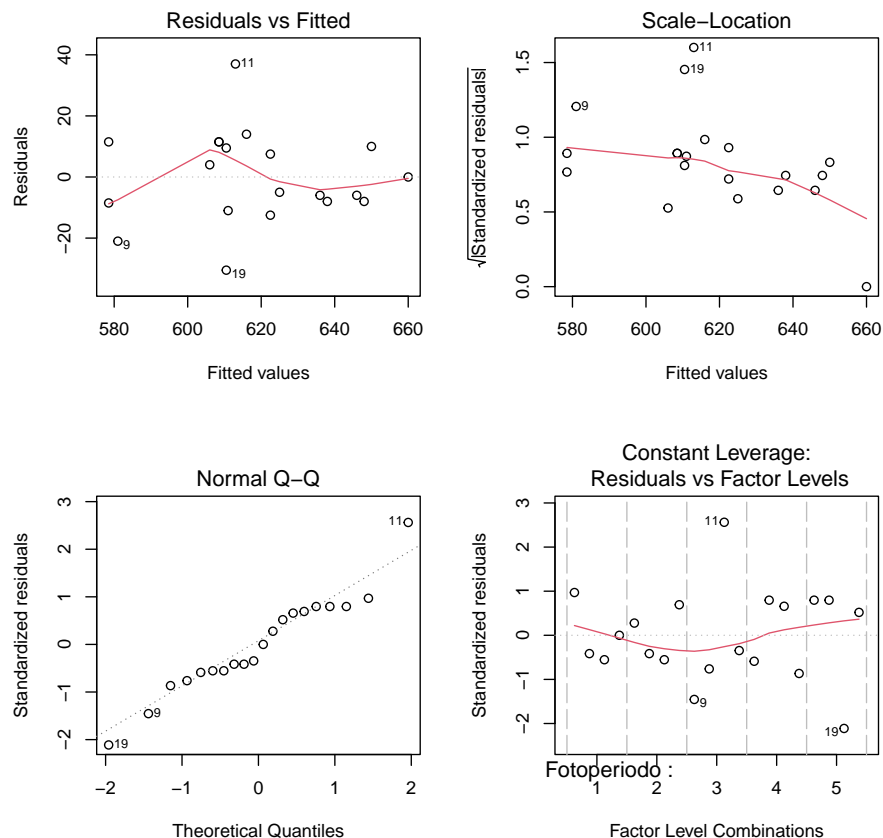 Residuals vs Fitted
Residuals
40
20
0
−20
11
9
19
580 600 620 640 660
Fitted values
Scale−Location
√|Standardized residuals|
1.5
1.0
0.5
0.0
11
19
9
580 600 620 640 660
Fitted values
Normal Q−Q
Standardized residuals
3
2
1
0
−1
−2
11
9
19
−2 −1 0 1 2
Theoretical Quantiles
Constant Leverage:
Residuals vs Factor Levels
Standardized residuals
3
2
1
0
−1
−2
11
9
19
Fotoperiodo :
1 2 3 4 5
Factor Level Combinations